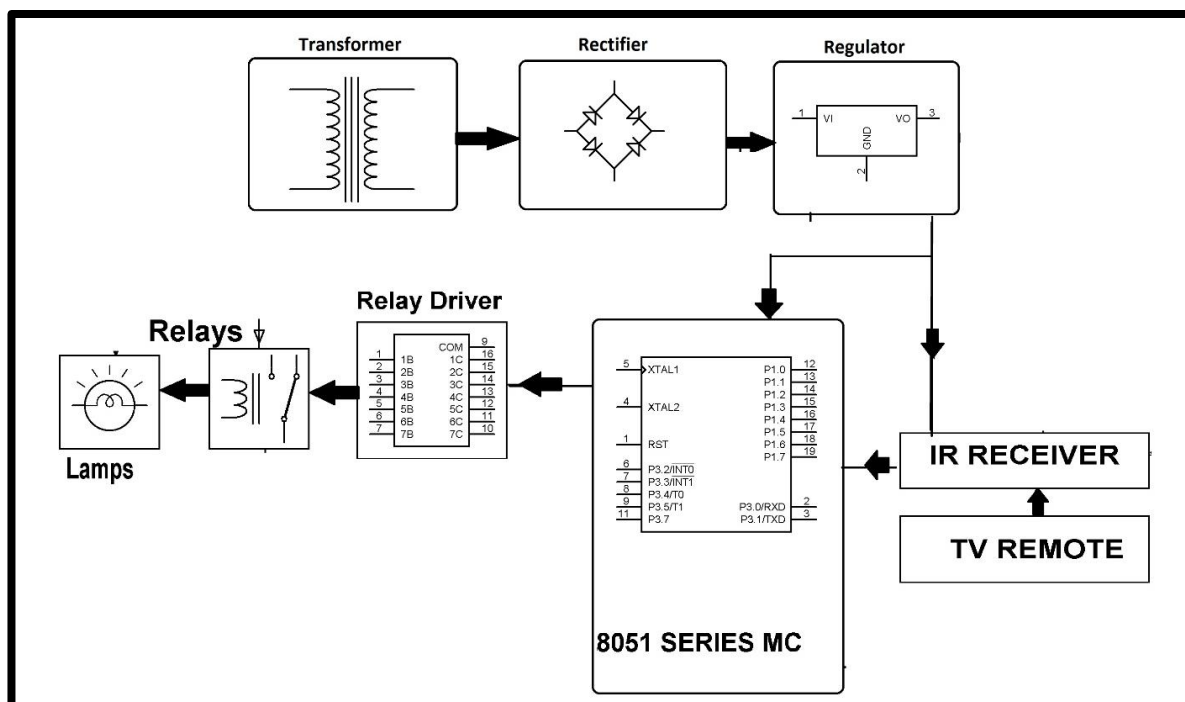 Transformer
Rectifier
Regulator
1 VI VO 3
GND
2
Relay Driver
Relays
Lamps
COM 9
1 1B 1C 16
2 2B 2C 15
3 3B 3C 14
4 4B 4C 13
5 5B 5C 12
6 6B 6C 11
7 7B 7C 10
5 XTAL1 P1.0 12
P1.1 13
P1.2 14
4 XTAL2 P1.3 15
P1.4 16
P1.5 17
1 RST P1.6 18
P1.7 19
6 P3.2/INT0
7 P3.3/INT1
8 P3.4/T0
9 P3.5/T1 P3.0/RXD 2
11 P3.7 P3.1/TXD 3
8051 SERIES MC
IR RECEIVER
TV REMOTE